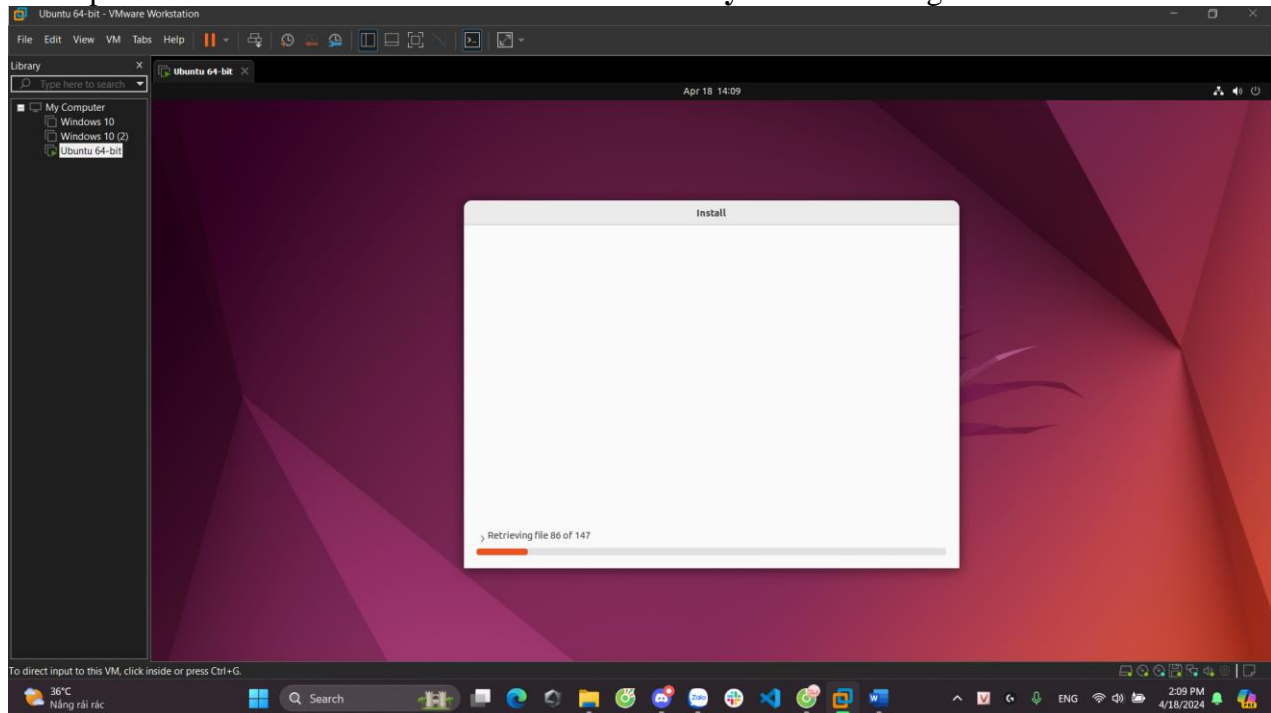 Ubuntu 64-bit - VMware Workstation
File Edit View VM Tabs Help
Library
Type here to search
My Computer
Windows 10
Windows 10 (2)
Ubuntu 64-bit
Ubuntu 64-bit
Apr 18 14:09
Install
Retrieving file 86 of 147
To direct input to this VM, click inside or press Ctrl+G.
36°C
Nắng rải rác
Search
Zalo
ENG
2:09 PM
4/18/2024